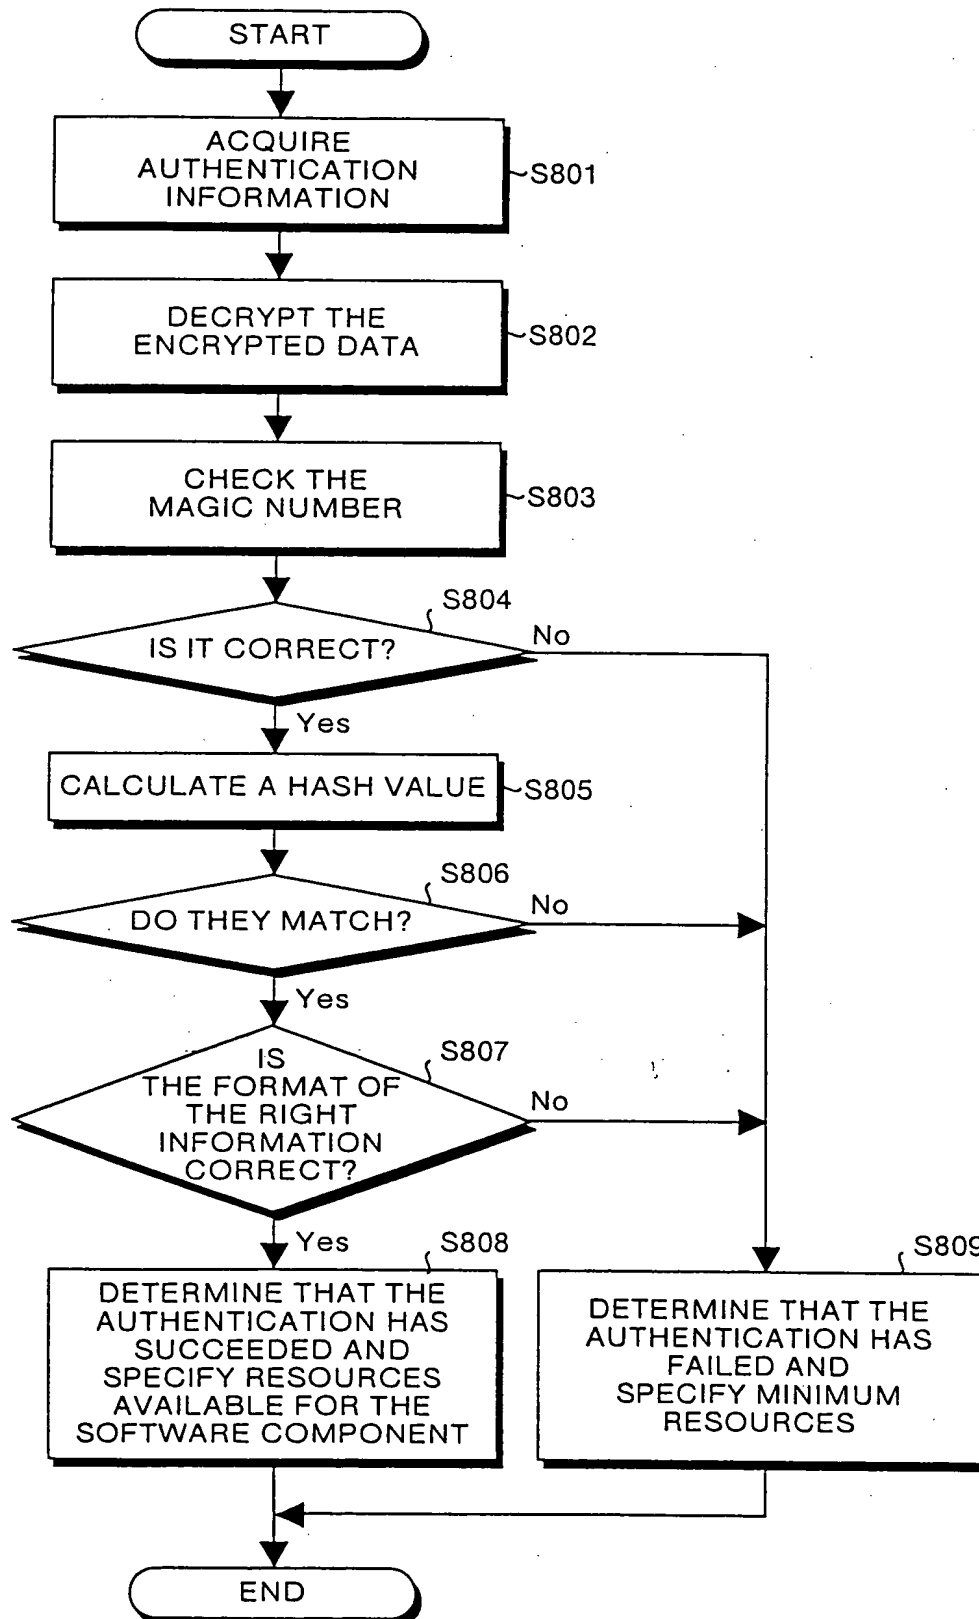 START
ACQUIRE
AUTHENTICATION
INFORMATION
S801
DECRYPT THE
ENCRYPTED DATA
S802
CHECK THE
MAGIC NUMBER
S803
S804
IS IT CORRECT?
No
Yes
CALCULATE A HASH VALUE
S805
S806
DO THEY MATCH?
No
Yes
S807
IS
THE FORMAT OF
THE RIGHT
INFORMATION
CORRECT?
No
Yes
S808
DETERMINE THAT THE
AUTHENTICATION HAS
SUCCEEDED AND
SPECIFY RESOURCES
AVAILABLE FOR THE
SOFTWARE COMPONENT
S809
DETERMINE THAT THE
AUTHENTICATION HAS
FAILED AND
SPECIFY MINIMUM
RESOURCES
END